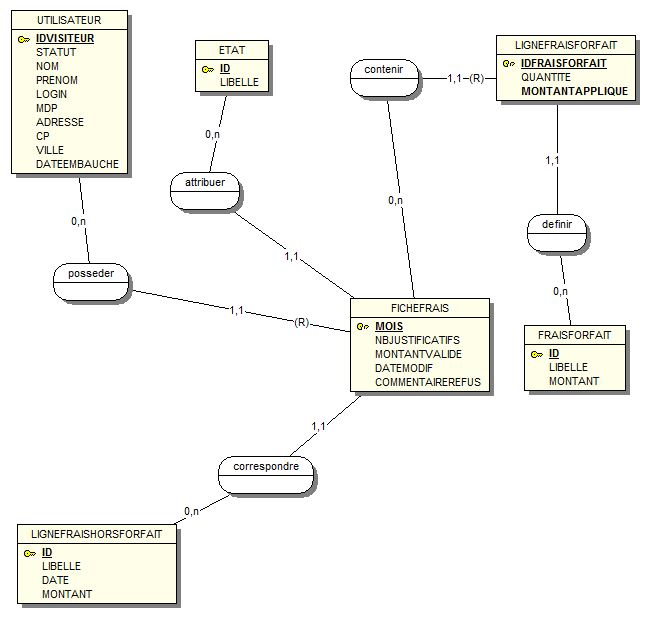 UTILISATEUR
IDVISITEUR
STATUT
NOM
PRENOM
LOGIN
MDP
ADRESSE
CP
VILLE
DATEEMBAUCHE
ETAT
ID
LIBELLE
contenir
1,1
(R)
LIGNEFRAISFORFAIT
IDFRAISFORFAIT
QUANTITE
MONTANTAPPLIQUE
0,n
attribuer
0,n
1,1
0,n
1,1
definir
0,n
posseder
1,1
(R)
FICHEFRAIS
MOIS
NBJUSTIFICATIFS
MONTANTVALIDE
DATEMODIF
COMMENTAIREREFUS
FRAISFORFAIT
ID
LIBELLE
MONTANT
1,1
correspondre
0,n
LIGNEFRAISHORSFORFAIT
ID
LIBELLE
DATE
MONTANT